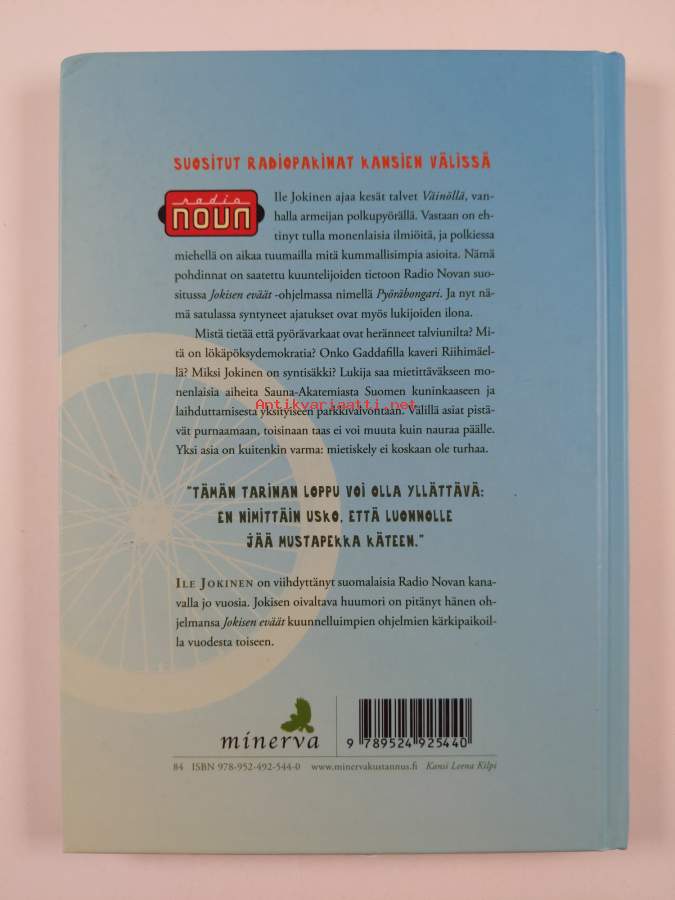 SUOSITUT RADIOPAKINAT KANSIEN VÄLISSÄ
radio
NOVA
Ile Jokinen ajaa kesät talvet Väinöllä, van-
halla armeijan polkupyörällä. Vastaan on eh-
tinyt tulla monenlaisia ilmiöitä, ja polkiessa
miehellä on aikaa tuumailla mitä kummallisimpia asioita. Nämä
pohdinnat on saatettu kuuntelijoiden tietoon Radio Novan suo-
situssa Jokisen eväät -ohjelmassa nimellä Pyöräbongari. Ja nyt nä-
mä satulassa syntyneet ajatukset ovat myös lukijoiden ilona.
Mistä tietää että pyörävarkaat ovat heränneet talviunilta? Mi-
tä on lökäpöksydemokratia? Onko Gaddafilla kaveri Riihimäel-
lä? Miksi Jokinen on syntisäkki? Lukija saa mietittäväkseen mo-
nenlaisia aiheita Sauna-Akatemiasta Suomen kuninkaaseen ja
Antikvariaatti.net
laihduttamisesta yksityiseen parkkivalvontaan. Välillä asiat pistä-
vät purnaamaan, toisinaan taas ei voi muuta kuin nauraa päälle.
Yksi asia on kuitenkin varma: mietiskely ei koskaan ole turhaa.
"TÄMÄN TARINAN LOPPU VOI OLLA YLLÄTTÄVÄ:
EN NIMITTÄIN USKO, ETTÄ LUONNOLLE
JÄÄ MUSTAPEKKA KÄTEEN."
ILE JOKINEN on viihdyttänyt suomalaisia Radio Novan kana-
valla jo vuosia. Jokisen oivaltava huumori on pitänyt hänen oh-
jelmansa Jokisen eväät kuunnelluimpien ohjelmien kärkipaikoil-
la vuodesta toiseen.
minerva
9 789524 925440
84 ISBN 978-952-492-544-0 www.minervakustannus.fi Kansi Leena Kilpi